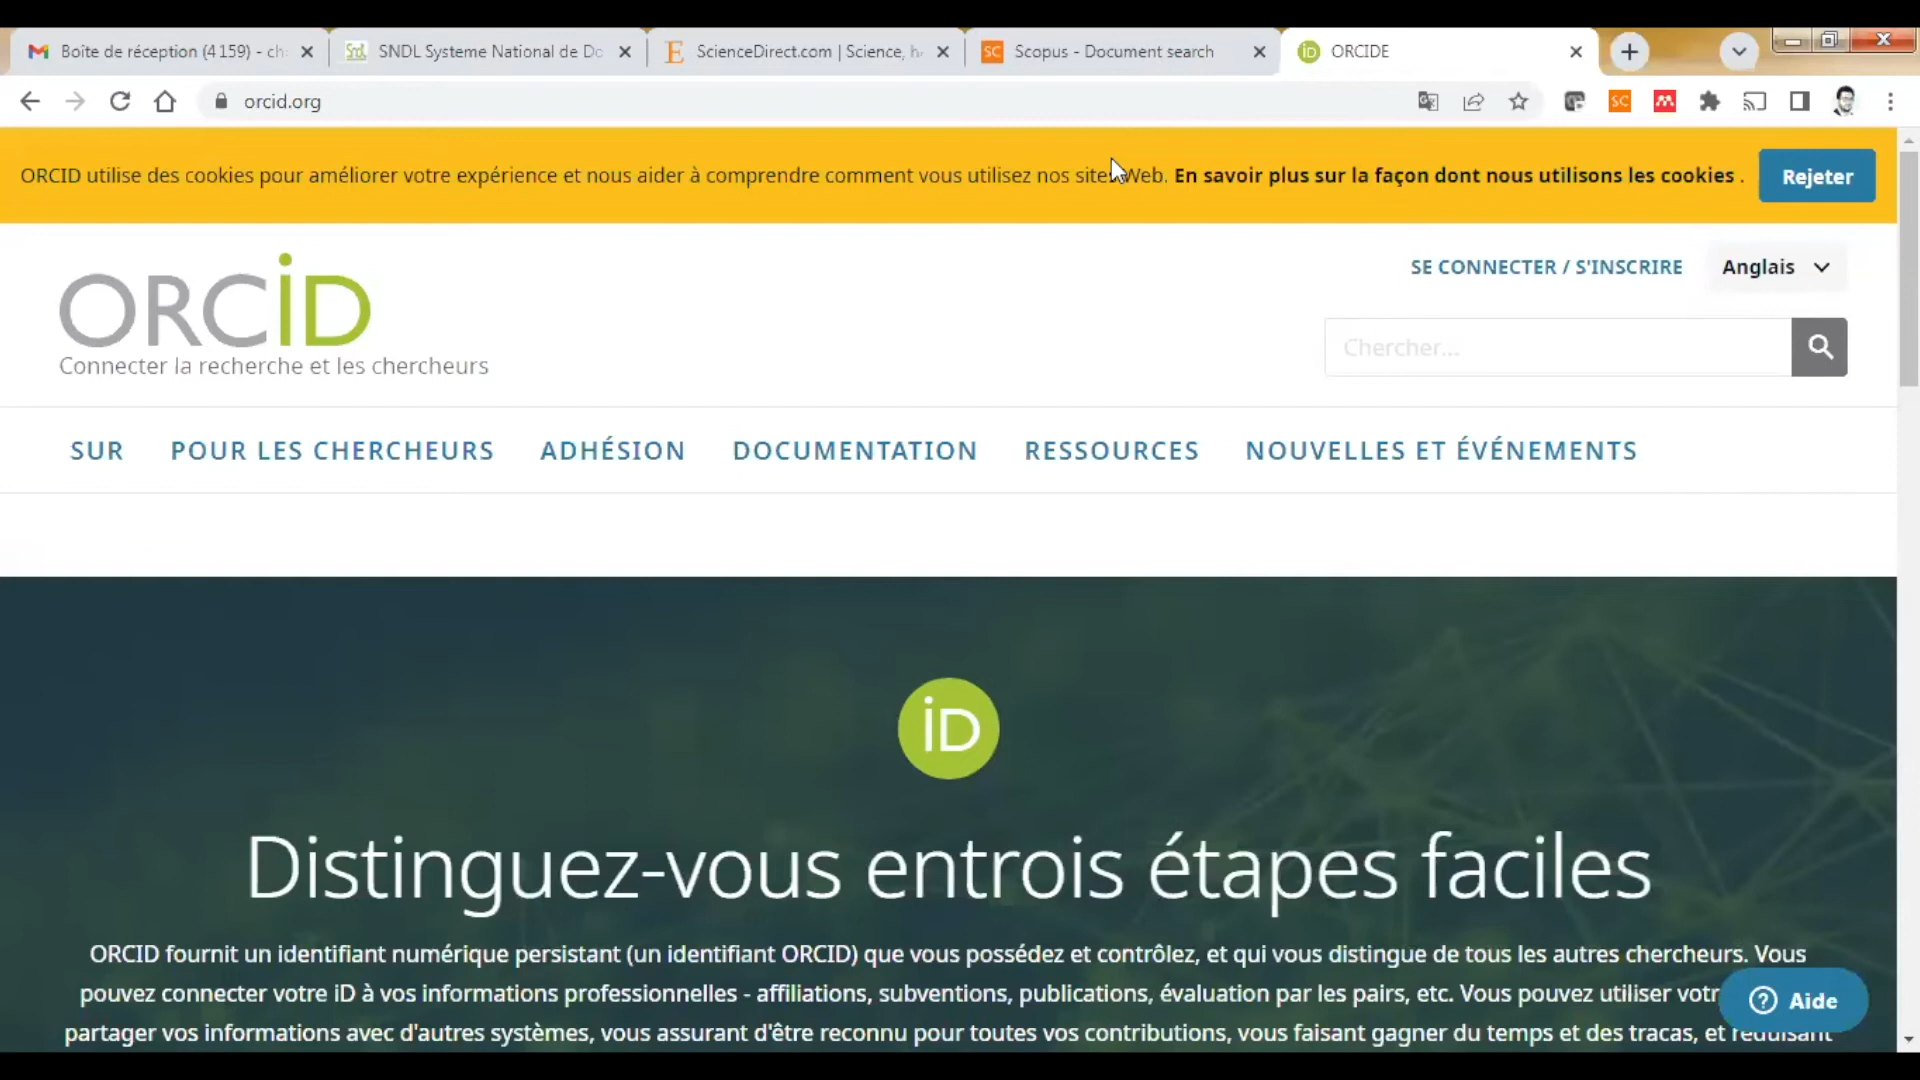 Boîte de réception (4 159) - ch
SNDL Systeme National de Do
ScienceDirect.com | Science, h
Scopus - Document search
ORCIDE
orcid.org
ORCID utilise des cookies pour améliorer votre expérience et nous aider à comprendre comment vous utilisez nos sites Web. En savoir plus sur la façon dont nous utilisons les cookies .
Rejeter
ORCID
Connecter la recherche et les chercheurs
SE CONNECTER / S'INSCRIRE
Anglais
Chercher...
SUR
POUR LES CHERCHEURS
ADHÉSION
DOCUMENTATION
RESSOURCES
NOUVELLES ET ÉVÉNEMENTS
iD
Distinguez-vous entrois étapes faciles
ORCID fournit un identifiant numérique persistant (un identifiant ORCID) que vous possédez et contrôlez, et qui vous distingue de tous les autres chercheurs. Vous
pouvez connecter votre iD à vos informations professionnelles - affiliations, subventions, publications, évaluation par les pairs, etc. Vous pouvez utiliser votr
partager vos informations avec d'autres systèmes, vous assurant d'être reconnu pour toutes vos contributions, vous faisant gagner du temps et des tracas, et réduisant
Aide